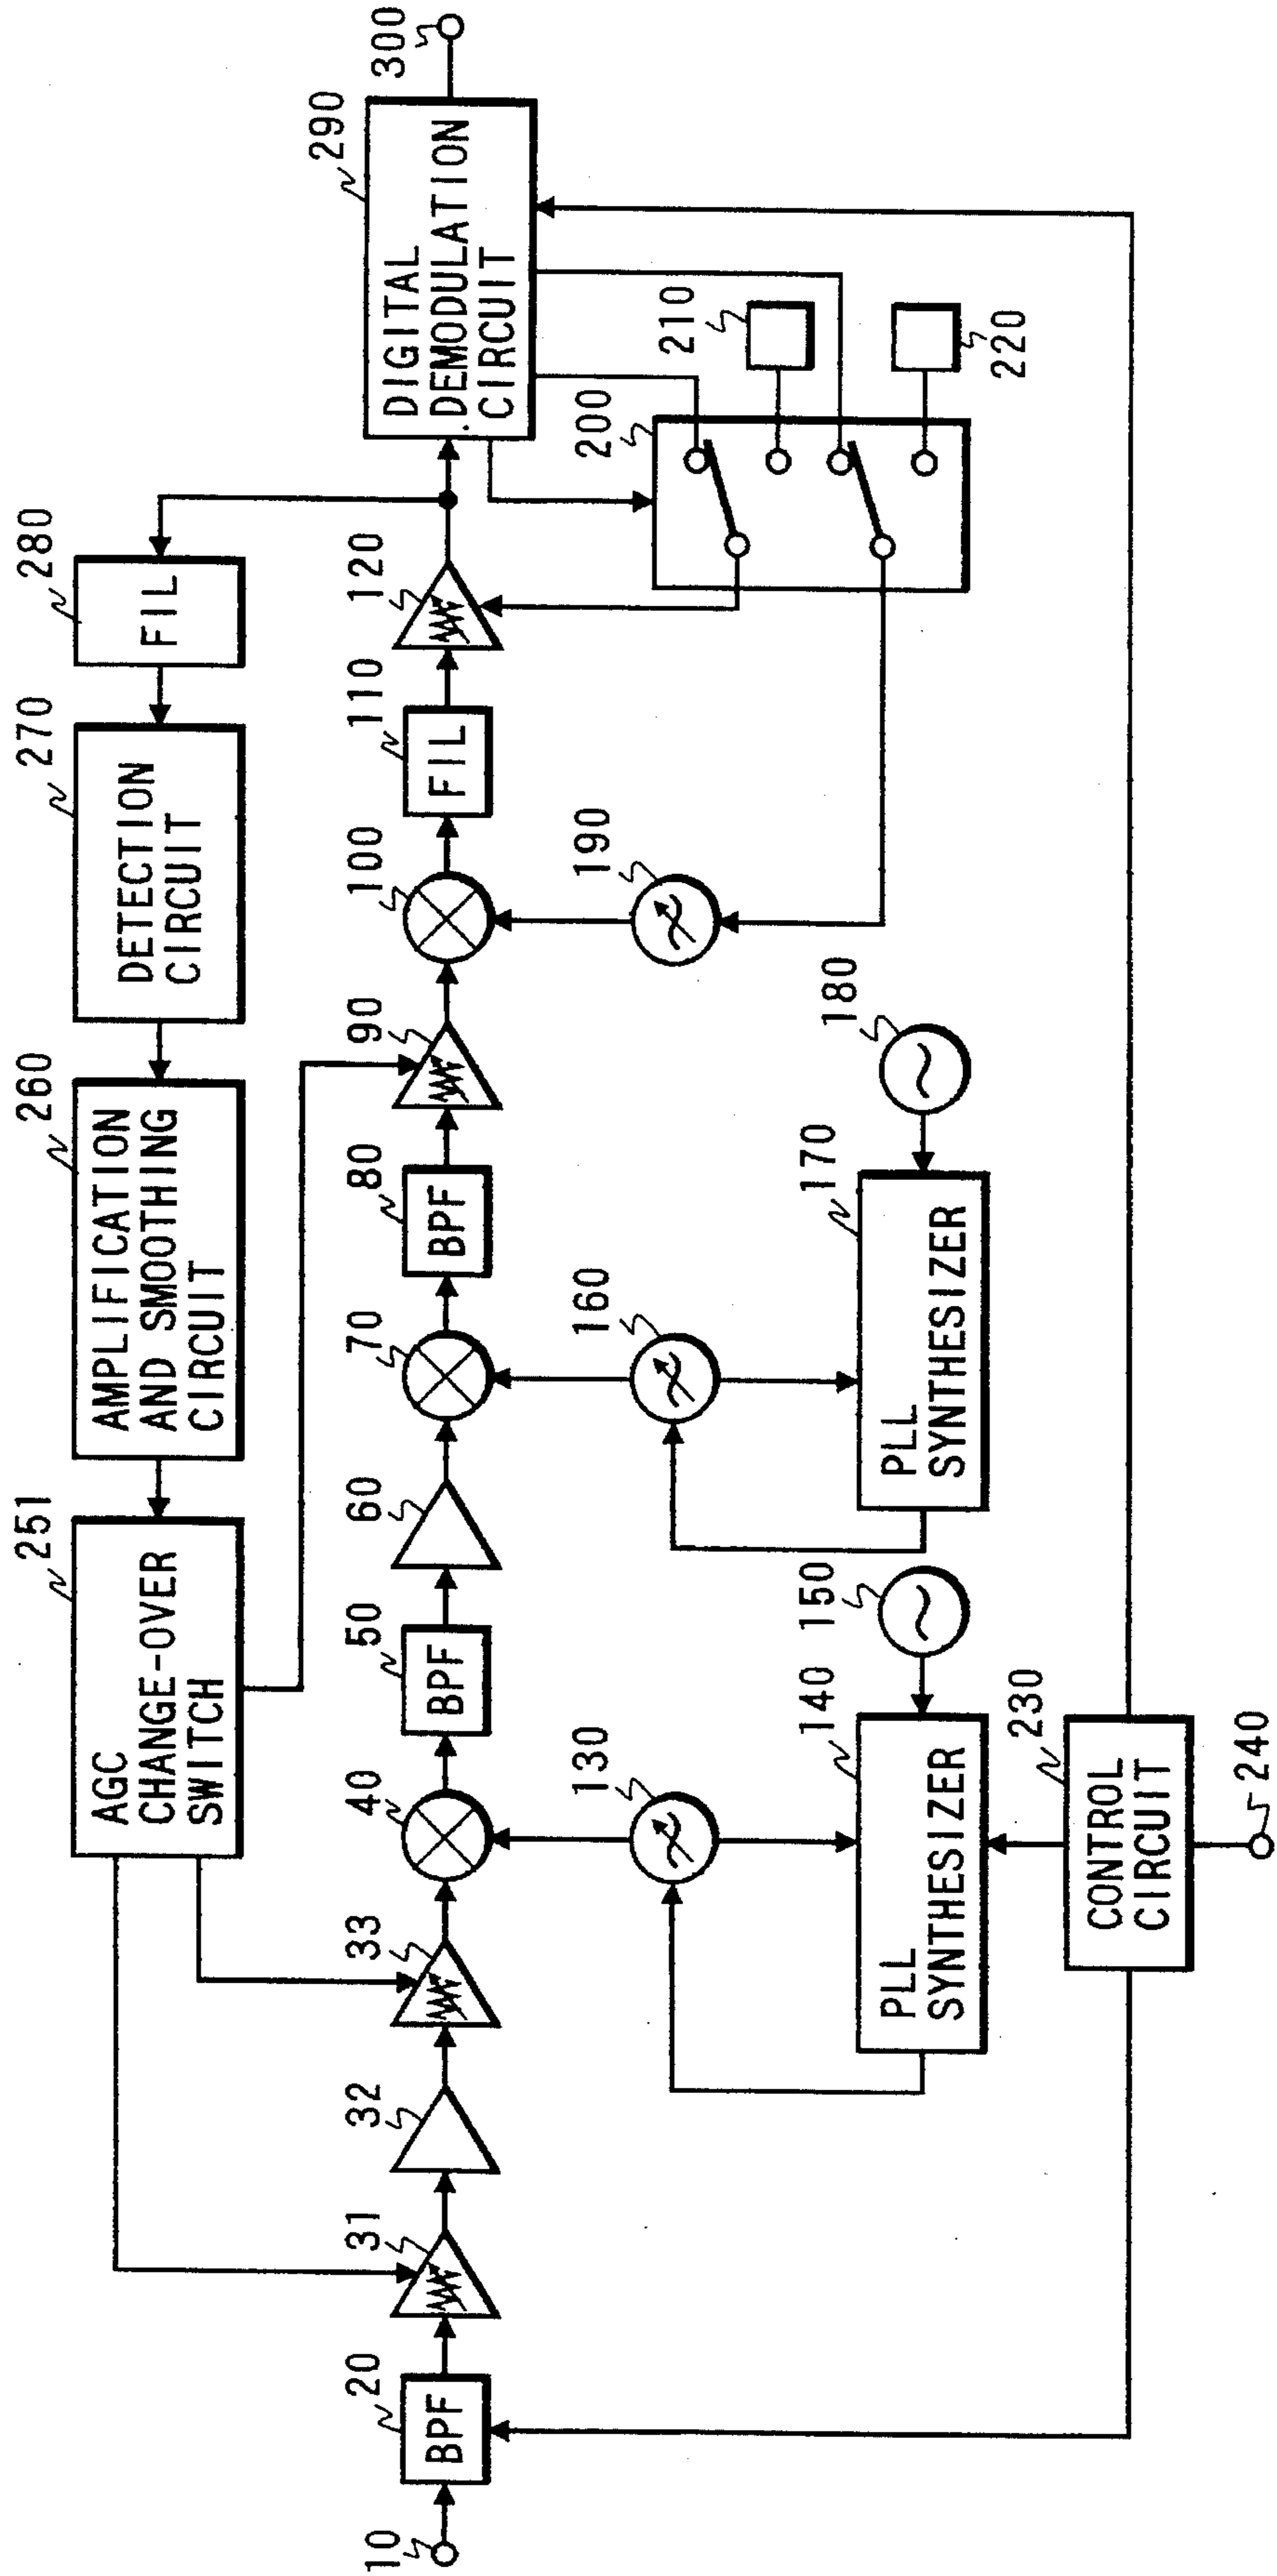 251
AGC
CHANGE-OVER
SWITCH
260
AMPLIFICATION
AND SMOOTHING
CIRCUIT
270
DETECTION
CIRCUIT
280
FIL
10
20
BPF
31
32
33
40
50
BPF
60
70
80
BPF
90
100
110
FIL
120
290
DIGITAL
DEMODULATION
CIRCUIT
300
130
160
190
200
210
220
140
PLL
SYNTHESIZER
150
170
PLL
SYNTHESIZER
180
230
CONTROL
CIRCUIT
240